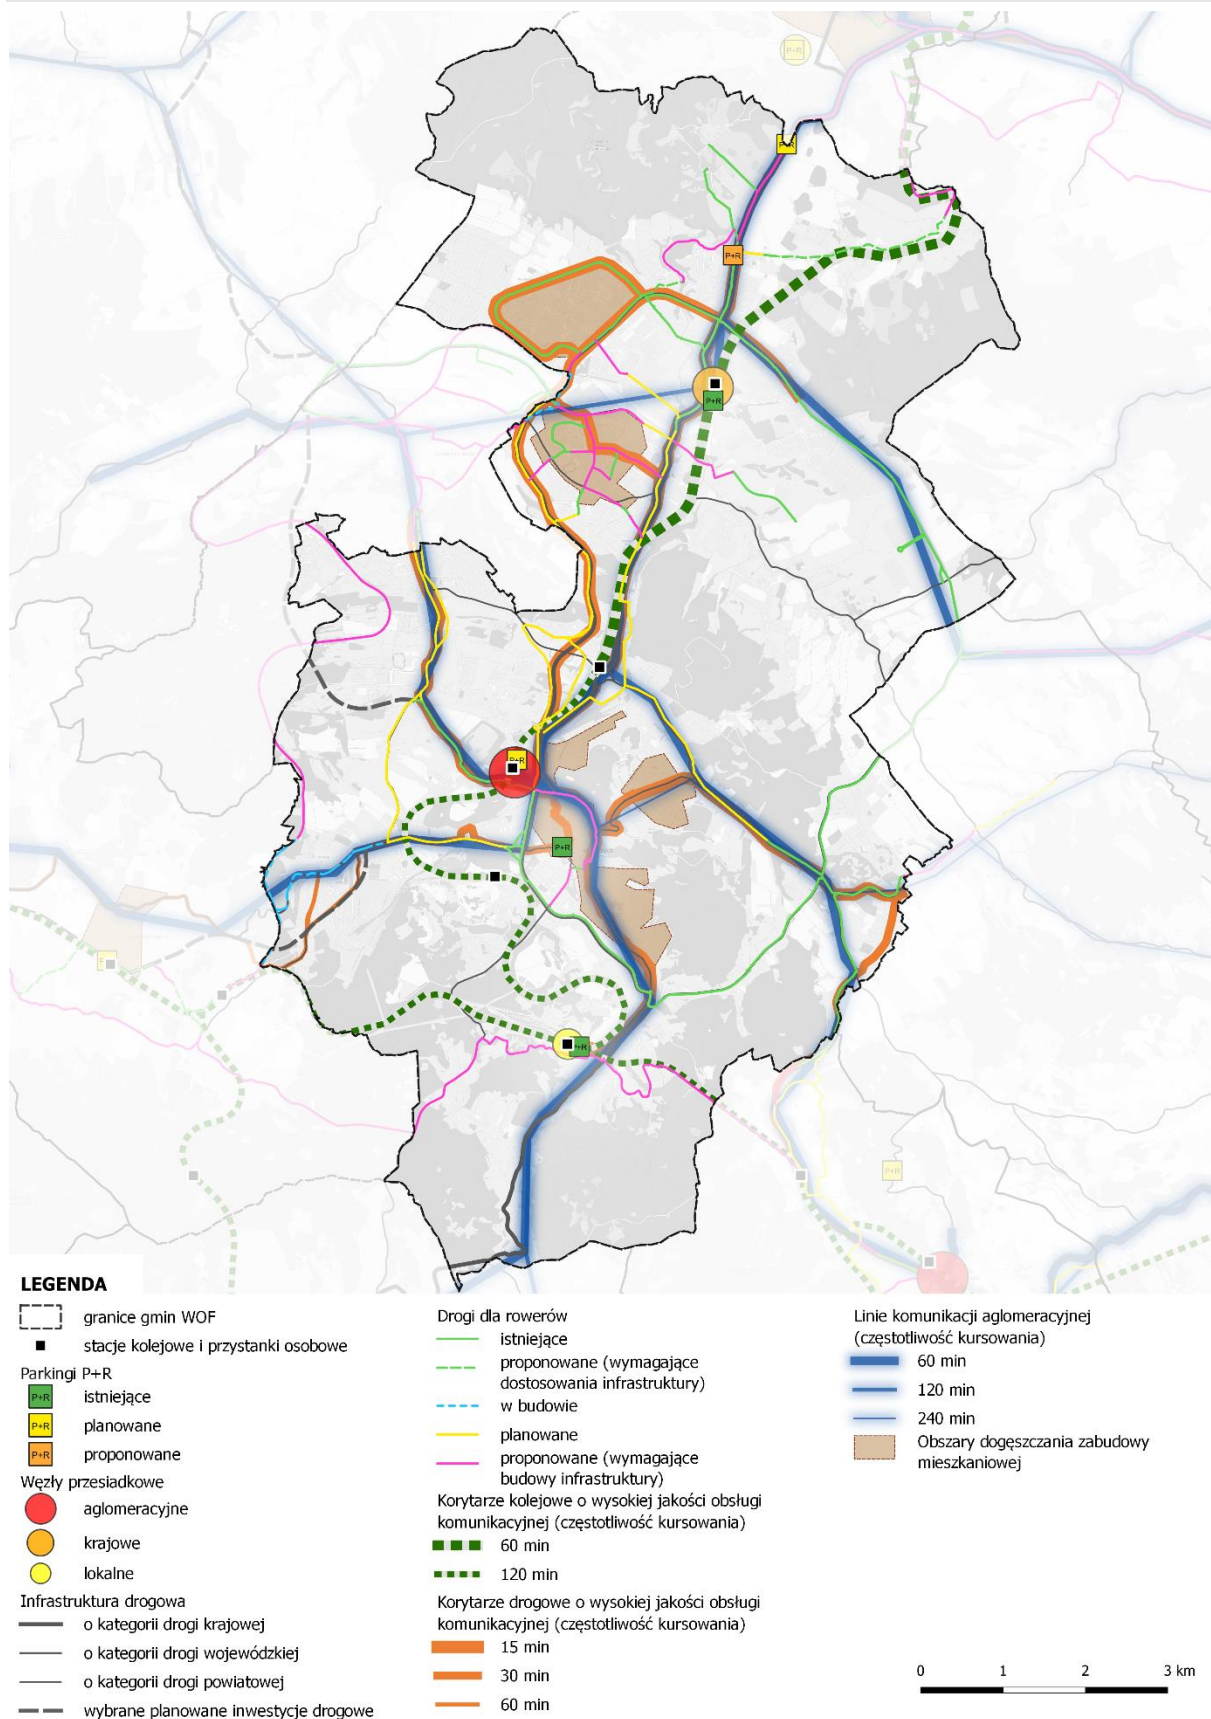 P+R
P+R
P+R
P+R
P+R
P+R
P+R
P+R
LEGENDA
granice gmin WOF
stacje kolejowe i przystanki osobowe
Parkingi P+R
P+R istniejące
P+R planowane
P+R proponowane
Węzły przesiadkowe
aglomeracyjne
krajowe
lokalne
Infrastruktura drogowa
o kategorii drogi krajowej
o kategorii drogi wojewódzkiej
o kategorii drogi powiatowej
wybrane planowane inwestycje drogowe
Drogi dla rowerów
istniejące
proponowane (wymagające
dostosowania infrastruktury)
w budowie
planowane
proponowane (wymagające
budowy infrastruktury)
Korytarze kolejowe o wysokiej jakości obsługi
komunikacyjnej (częstotliwość kursowania)
60 min
120 min
Korytarze drogowe o wysokiej jakości obsługi
komunikacyjnej (częstotliwość kursowania)
15 min
30 min
60 min
Linie komunikacji aglomeracyjnej
(częstotliwość kursowania)
60 min
120 min
240 min
Obszary dogęszczania zabudowy
mieszkaniowej
0 1 2 3 km